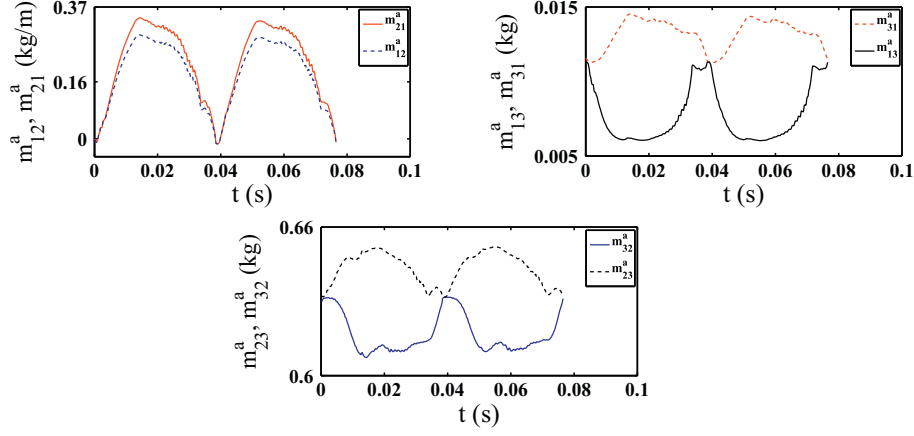 0.37
0.16
0
m^a_12, m^a_21 (kg/m)
m^a_21
m^a_12
0 0.02 0.04 0.06 0.08 0.1
t (s)
0.015
0.005
m^a_13, m^a_31 (kg)
m^a_31
m^a_13
0 0.02 0.04 0.06 0.08 0.1
t (s)
0.66
0.6
m^a_23, m^a_32 (kg)
m^a_32
m^a_23
0 0.02 0.04 0.06 0.08 0.1
t (s)